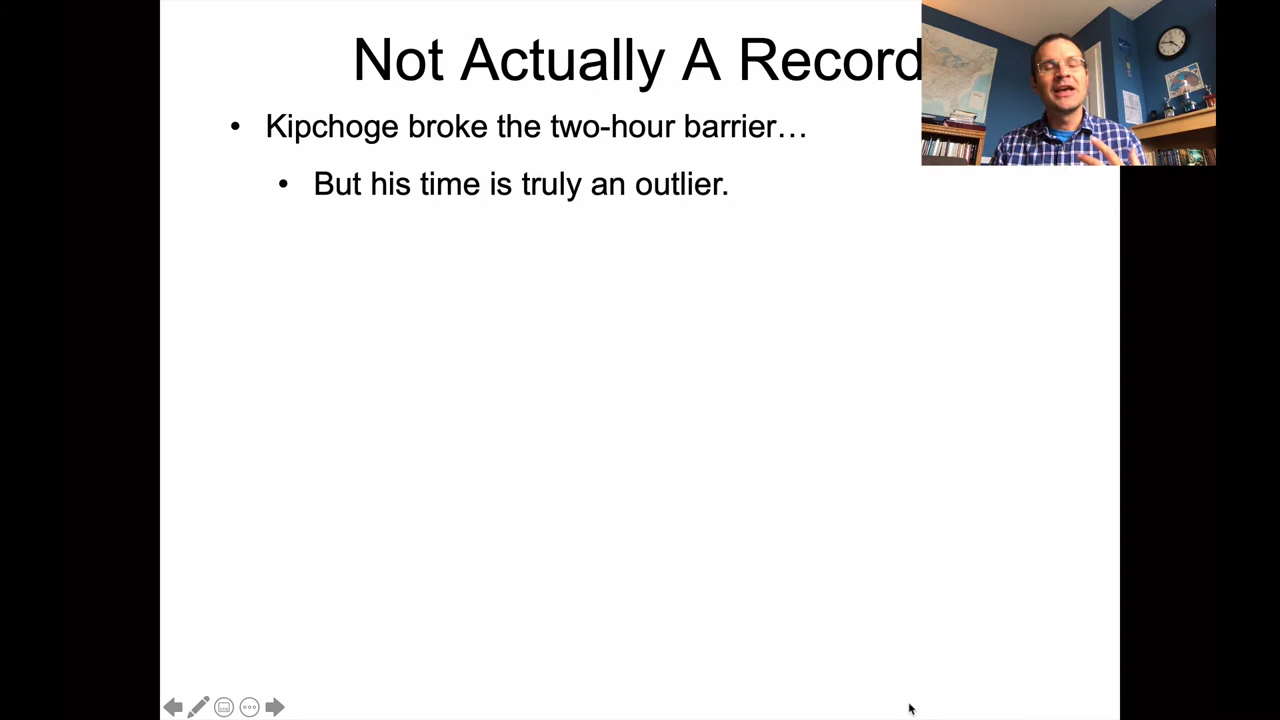 Not Actually A Record
• Kipchoge broke the two-hour barrier…
• But his time is truly an outlier.